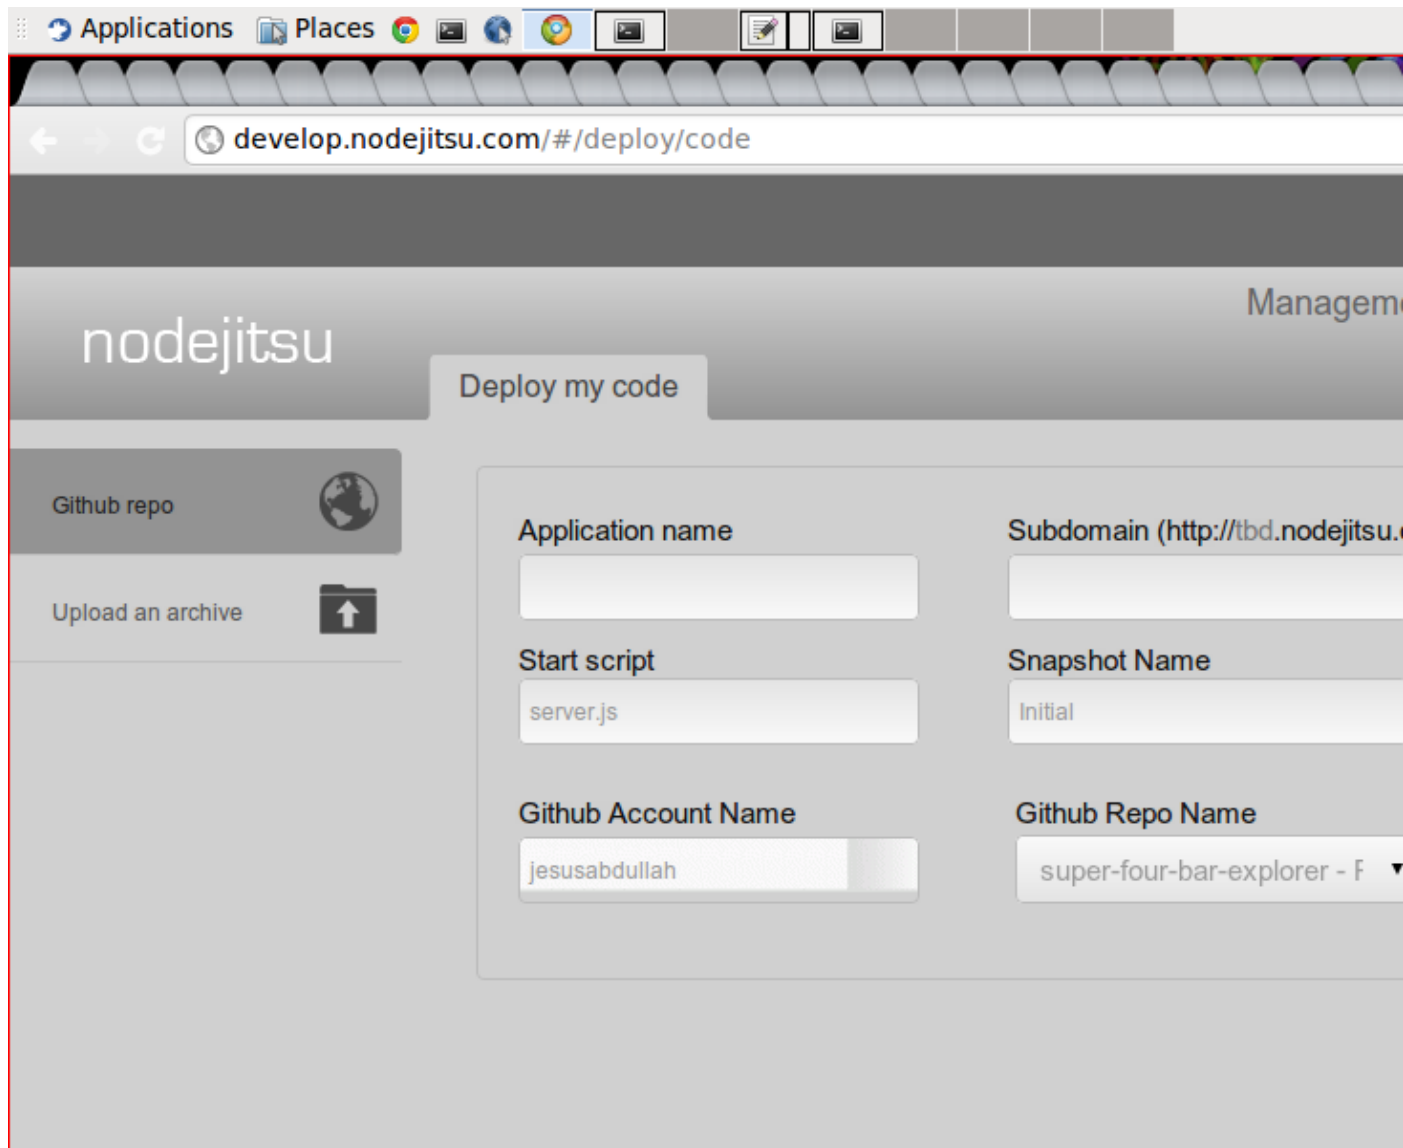 Applications Places
develop.nodejitsu.com/#/deploy/code
Manageme
nodejitsu
Deploy my code
Github repo
Upload an archive
Application name
Subdomain (http://tbd.nodejitsu.
Start script
Snapshot Name
server.js
Initial
Github Account Name
Github Repo Name
jesusabdullah
super-four-bar-explorer - F